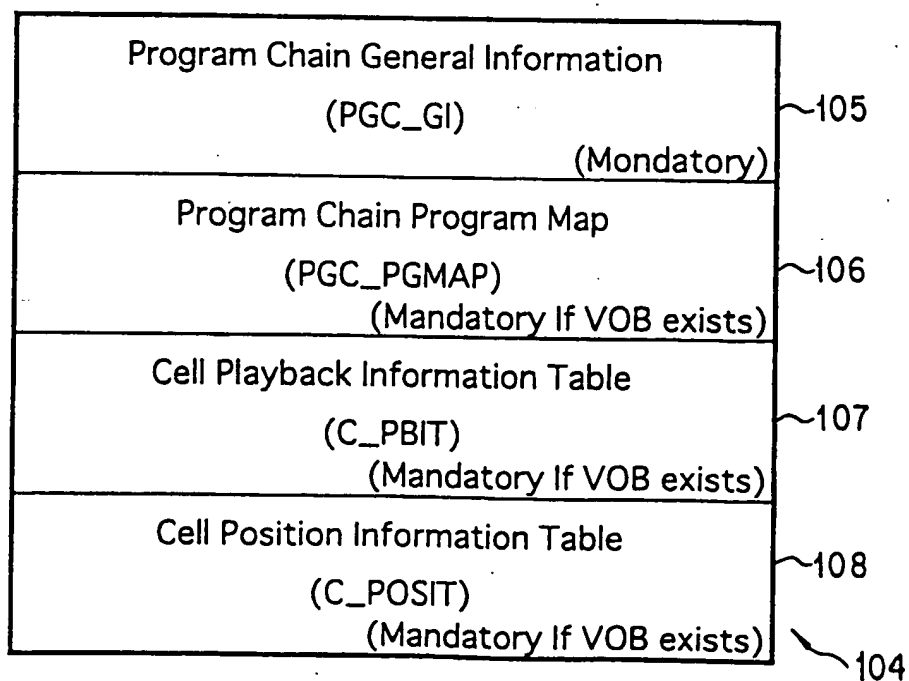 Program Chain General Information
(PGC_GI)
(Mondatory)
105
Program Chain Program Map
(PGC_PGMAP)
(Mandatory If VOB exists)
106
Cell Playback Information Table
(C_PBIT)
(Mandatory If VOB exists)
107
Cell Position Information Table
(C_POSIT)
(Mandatory If VOB exists)
108
104